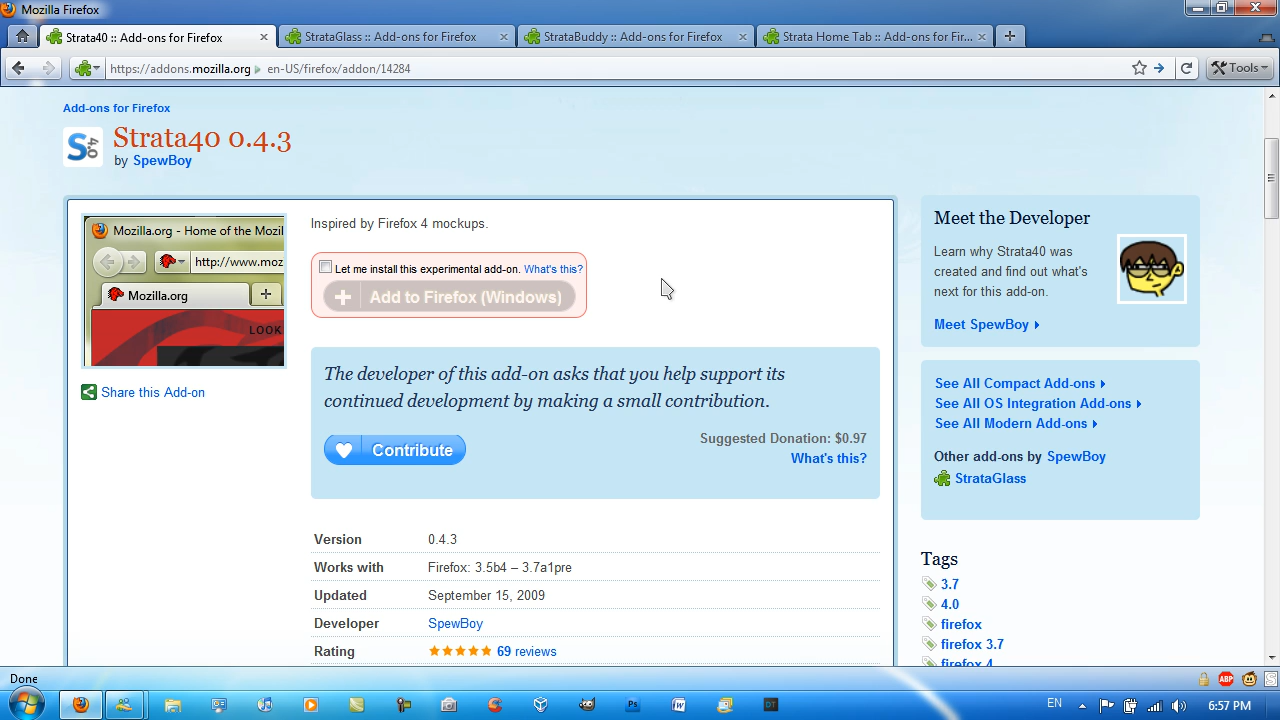 Mozilla Firefox
Strata40 :: Add-ons for Firefox
StrataGlass :: Add-ons for Firefox
StrataBuddy :: Add-ons for Firefox
Strata Home Tab :: Add-ons for Fir...
https://addons.mozilla.org en-US/firefox/addon/14284
Tools
Add-ons for Firefox
S 4.0
Strata40 0.4.3
by SpewBoy
Mozilla.org - Home of the Mozil
http://www.moz
Mozilla.org
LOOK
Share this Add-on
Inspired by Firefox 4 mockups.
Let me install this experimental add-on. What's this?
Add to Firefox (Windows)
The developer of this add-on asks that you help support its
continued development by making a small contribution.
Contribute
Suggested Donation: $0.97
What's this?
Version 0.4.3
Works with Firefox: 3.5b4 – 3.7a1pre
Updated September 15, 2009
Developer SpewBoy
Rating 69 reviews
Meet the Developer
Learn why Strata40 was
created and find out what's
next for this add-on.
Meet SpewBoy
See All Compact Add-ons
See All OS Integration Add-ons
See All Modern Add-ons
Other add-ons by SpewBoy
StrataGlass
Tags
3.7
4.0
firefox
firefox 3.7
firefox 4
Done
ABP
S
Ps
W
DT
EN
6:57 PM